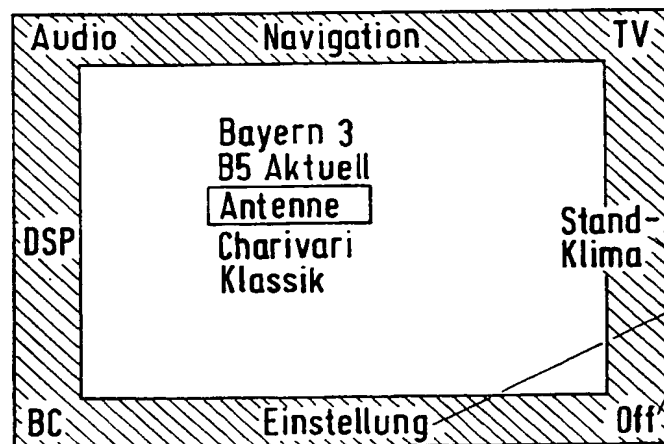 Audio Navigation TV
Bayern 3
B5 Aktuell
Antenne
DSP
Charivari
Klassik
Stand-
Klima
BC Einstellung Off